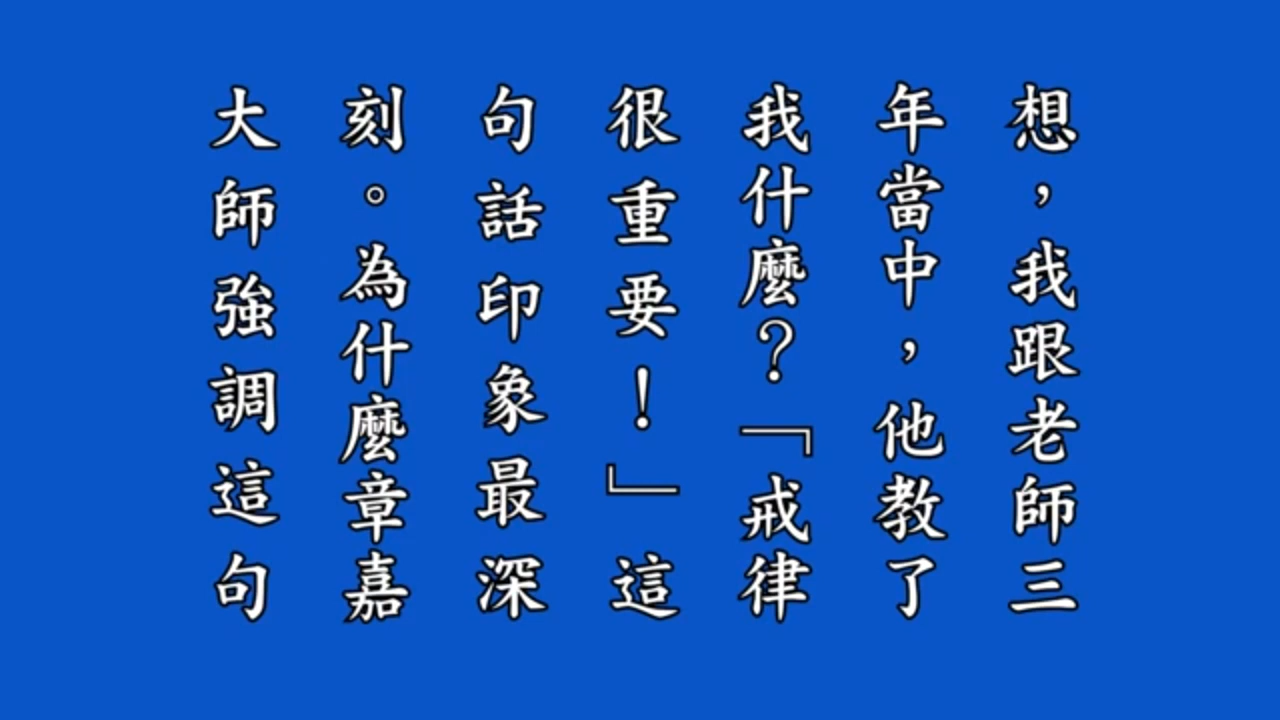 想，我跟老師三
年當中，他教了
我什麼？「戒律
很重要！」這
句話印象最深
刻。為什麼章嘉
大師強調這句